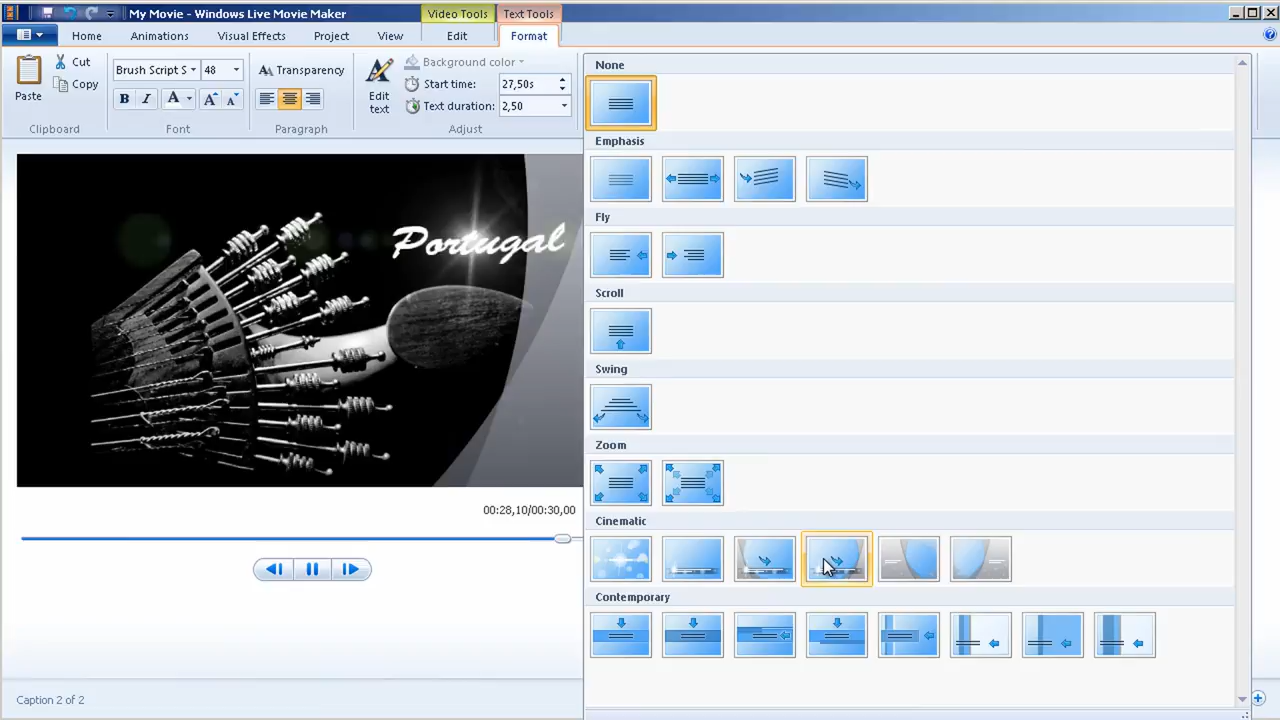 My Movie - Windows Live Movie Maker
Video Tools
Text Tools
Home
Animations
Visual Effects
Project
View
Edit
Format
Paste
Cut
Copy
Clipboard
Brush Script S
48
B I A A A
Font
Transparency
Paragraph
Edit
text
Background color
Start time: 27,50s
Text duration: 2,50
Adjust
Portugal
00:28,10/00:30,00
Caption 2 of 2
None
Emphasis
Fly
Scroll
Swing
Zoom
Cinematic
Contemporary